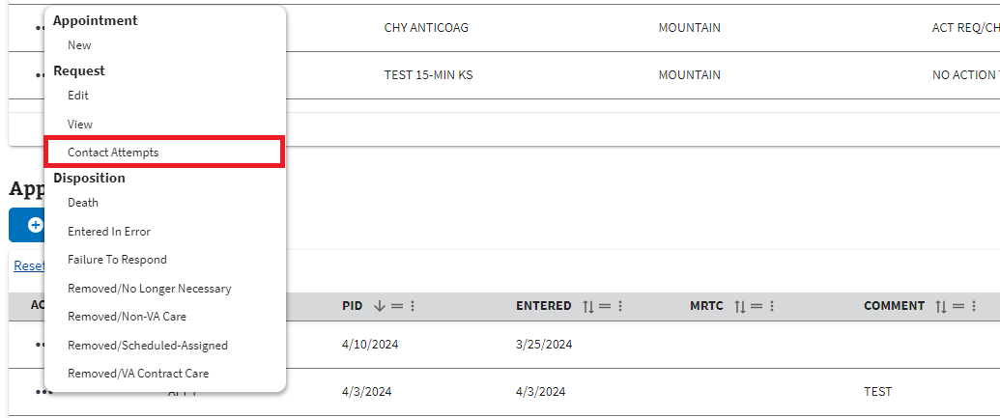 Appointment
New
Request
Edit
View
Contact Attempts
Disposition
Death
Entered In Error
Failure To Respond
Removed/No Longer Necessary
Removed/Non-VA Care
Removed/Scheduled-Assigned
Removed/VA Contract Care
CHY ANTICOAG MOUNTAIN ACT REQ/CH
TEST 15-MIN KS MOUNTAIN NO ACTION
App
Reset
AC PID ENTERED MRTC COMMENT
4/10/2024 3/25/2024
APPT 4/3/2024 4/3/2024 TEST